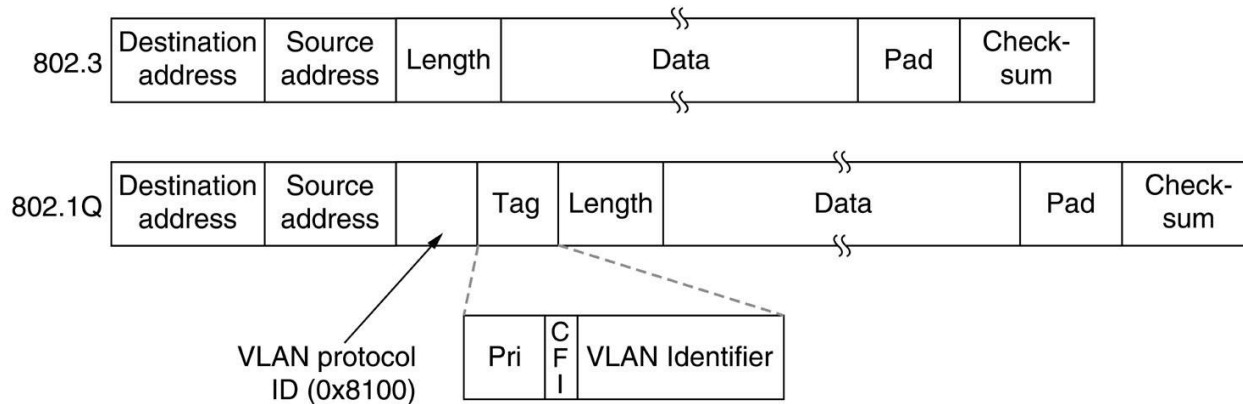 802.3
Destination
address
Source
address
Length
Data
Pad
Check-
sum
802.1Q
Destination
address
Source
address
Tag
Length
Data
Pad
Check-
sum
VLAN protocol
ID (0x8100)
Pri
C
F
I
VLAN Identifier